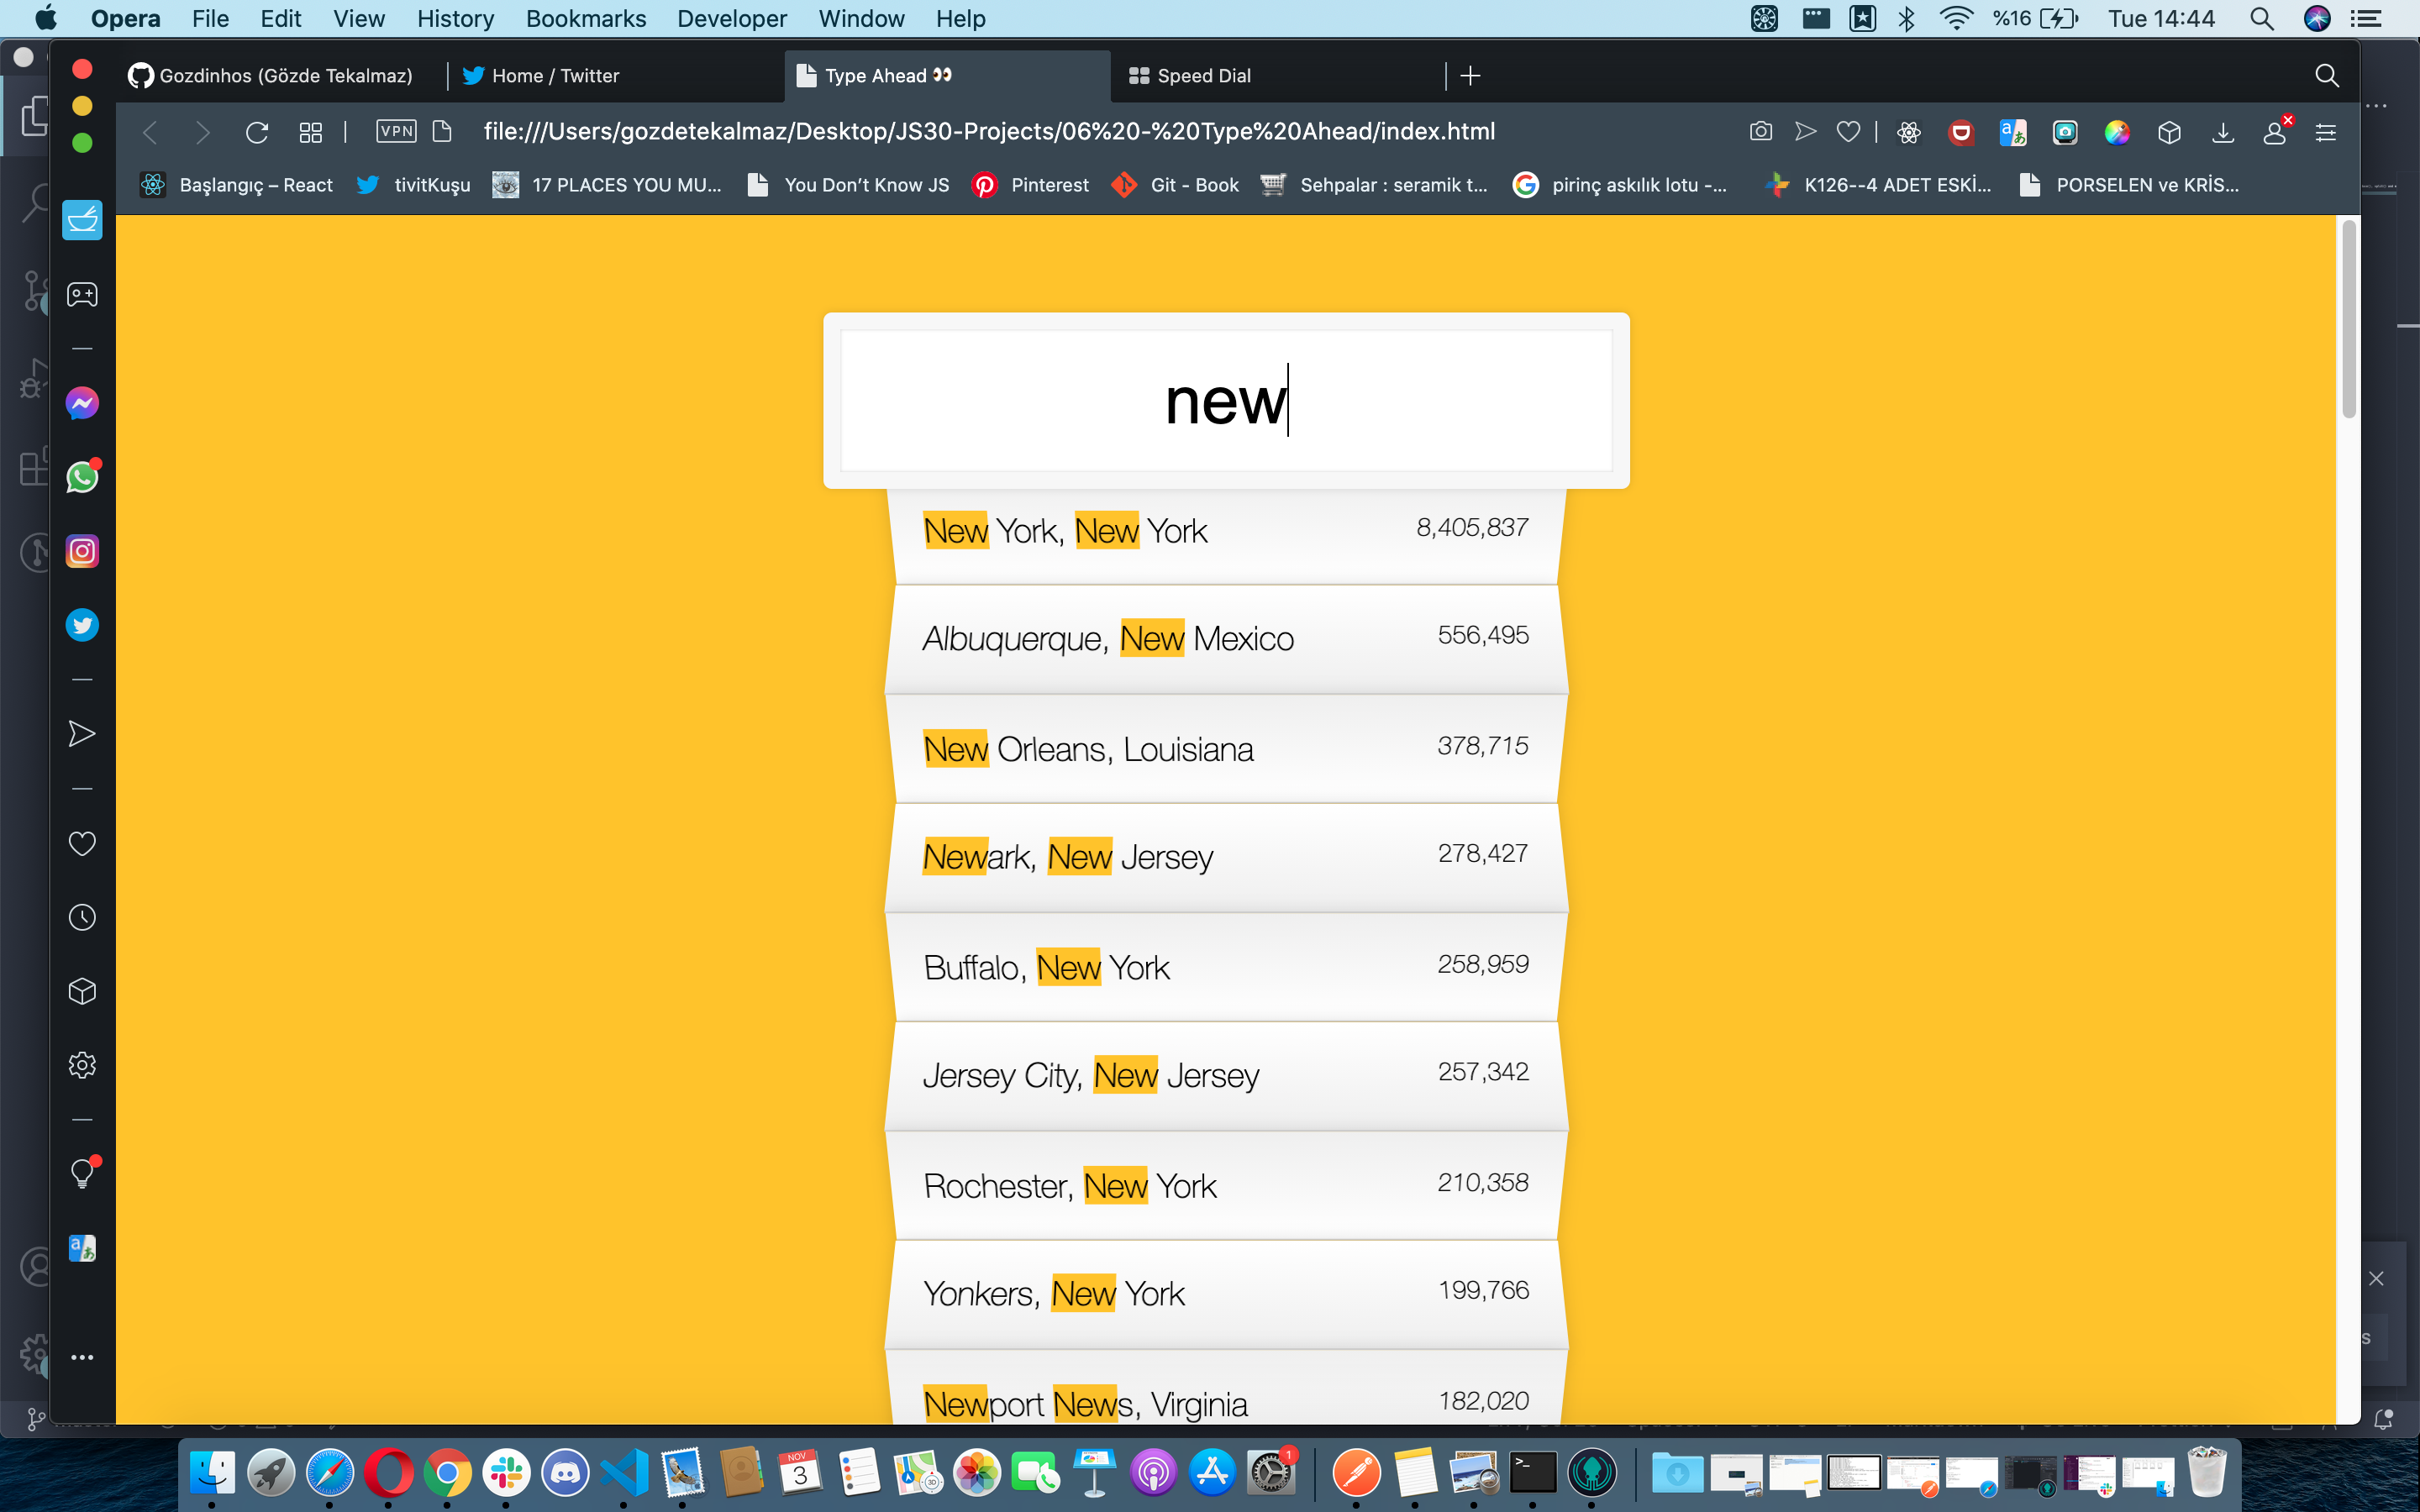 Opera File Edit View History Bookmarks Developer Window Help %16 Tue 14:44
Gozdinhos (Gözde Tekalmaz) Home / Twitter Type Ahead 👀 Speed Dial
VPN file:///Users/gozdetekalmaz/Desktop/JS30-Projects/06%20-%20Type%20Ahead/index.html
Başlangıç – React tivitKuşu 17 PLACES YOU MU... You Don't Know JS Pinterest Git - Book Sehpalar : seramik t... pirinç askılık lotu -... K126--4 ADET ESKİ... PORSELEN ve KRİS...
new
New York, New York 8,405,837
Albuquerque, New Mexico 556,495
New Orleans, Louisiana 378,715
Newark, New Jersey 278,427
Buffalo, New York 258,959
Jersey City, New Jersey 257,342
Rochester, New York 210,358
Yonkers, New York 199,766
Newport News, Virginia 182,020
NOV
3
1